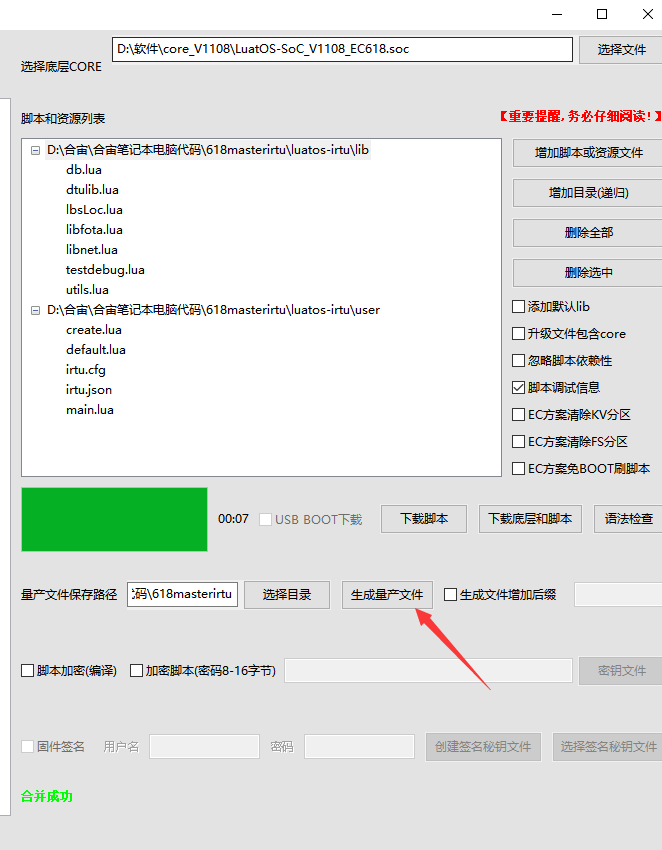 选择底层CORE
D:\软件\core_V1108\LuatOS-SoC_V1108_EC618.soc
选择文件
脚本和资源列表
【重要提醒,务必仔细阅读!】
D:\合宙\合宙笔记本电脑代码\618masterirtu\luatos-irtu\lib
db.lua
dtulib.lua
lbsLoc.lua
libfota.lua
libnet.lua
testdebug.lua
utils.lua
D:\合宙\合宙笔记本电脑代码\618masterirtu\luatos-irtu\user
create.lua
default.lua
irtu.cfg
irtu.json
main.lua
增加脚本或资源文件
增加目录(递归)
删除全部
删除选中
添加默认lib
升级文件包含core
忽略脚本依赖性
脚本调试信息
EC方案清除KV分区
EC方案清除FS分区
EC方案免BOOT刷脚本
00:07
USB BOOT下载
下载脚本
下载底层和脚本
语法检查
量产文件保存路径
码\618masterirtu
选择目录
生成量产文件
生成文件增加后缀
脚本加密(编译)
加密脚本(密码8-16字节)
密钥文件
固件签名
用户名
密码
创建签名秘钥文件
选择签名秘钥文件
合并成功